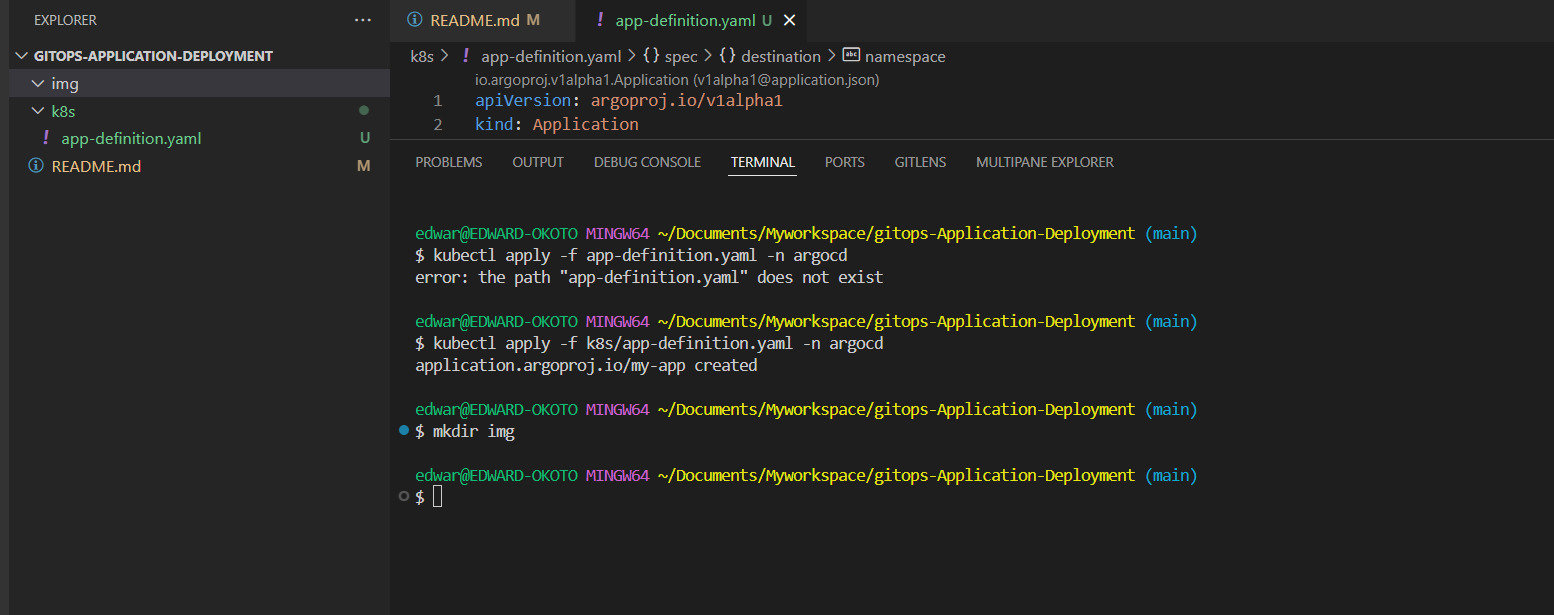 EXPLORER ...
GITOPS-APPLICATION-DEPLOYMENT
img
k8s
! app-definition.yaml U
README.md M
README.md M ! app-definition.yaml U
k8s > ! app-definition.yaml > {} spec > {} destination > abc namespace
io.argoproj.v1alpha1.Application (v1alpha1@application.json)
1 apiVersion: argoproj.io/v1alpha1
2 kind: Application
PROBLEMS OUTPUT DEBUG CONSOLE TERMINAL PORTS GITLENS MULTIPANE EXPLORER
edwar@EDWARD-OKOTO MINGW64 ~/Documents/Myworkspace/gitops-Application-Deployment (main)
$ kubectl apply -f app-definition.yaml -n argocd
error: the path "app-definition.yaml" does not exist
edwar@EDWARD-OKOTO MINGW64 ~/Documents/Myworkspace/gitops-Application-Deployment (main)
$ kubectl apply -f k8s/app-definition.yaml -n argocd
application.argoproj.io/my-app created
edwar@EDWARD-OKOTO MINGW64 ~/Documents/Myworkspace/gitops-Application-Deployment (main)
$ mkdir img
edwar@EDWARD-OKOTO MINGW64 ~/Documents/Myworkspace/gitops-Application-Deployment (main)
$